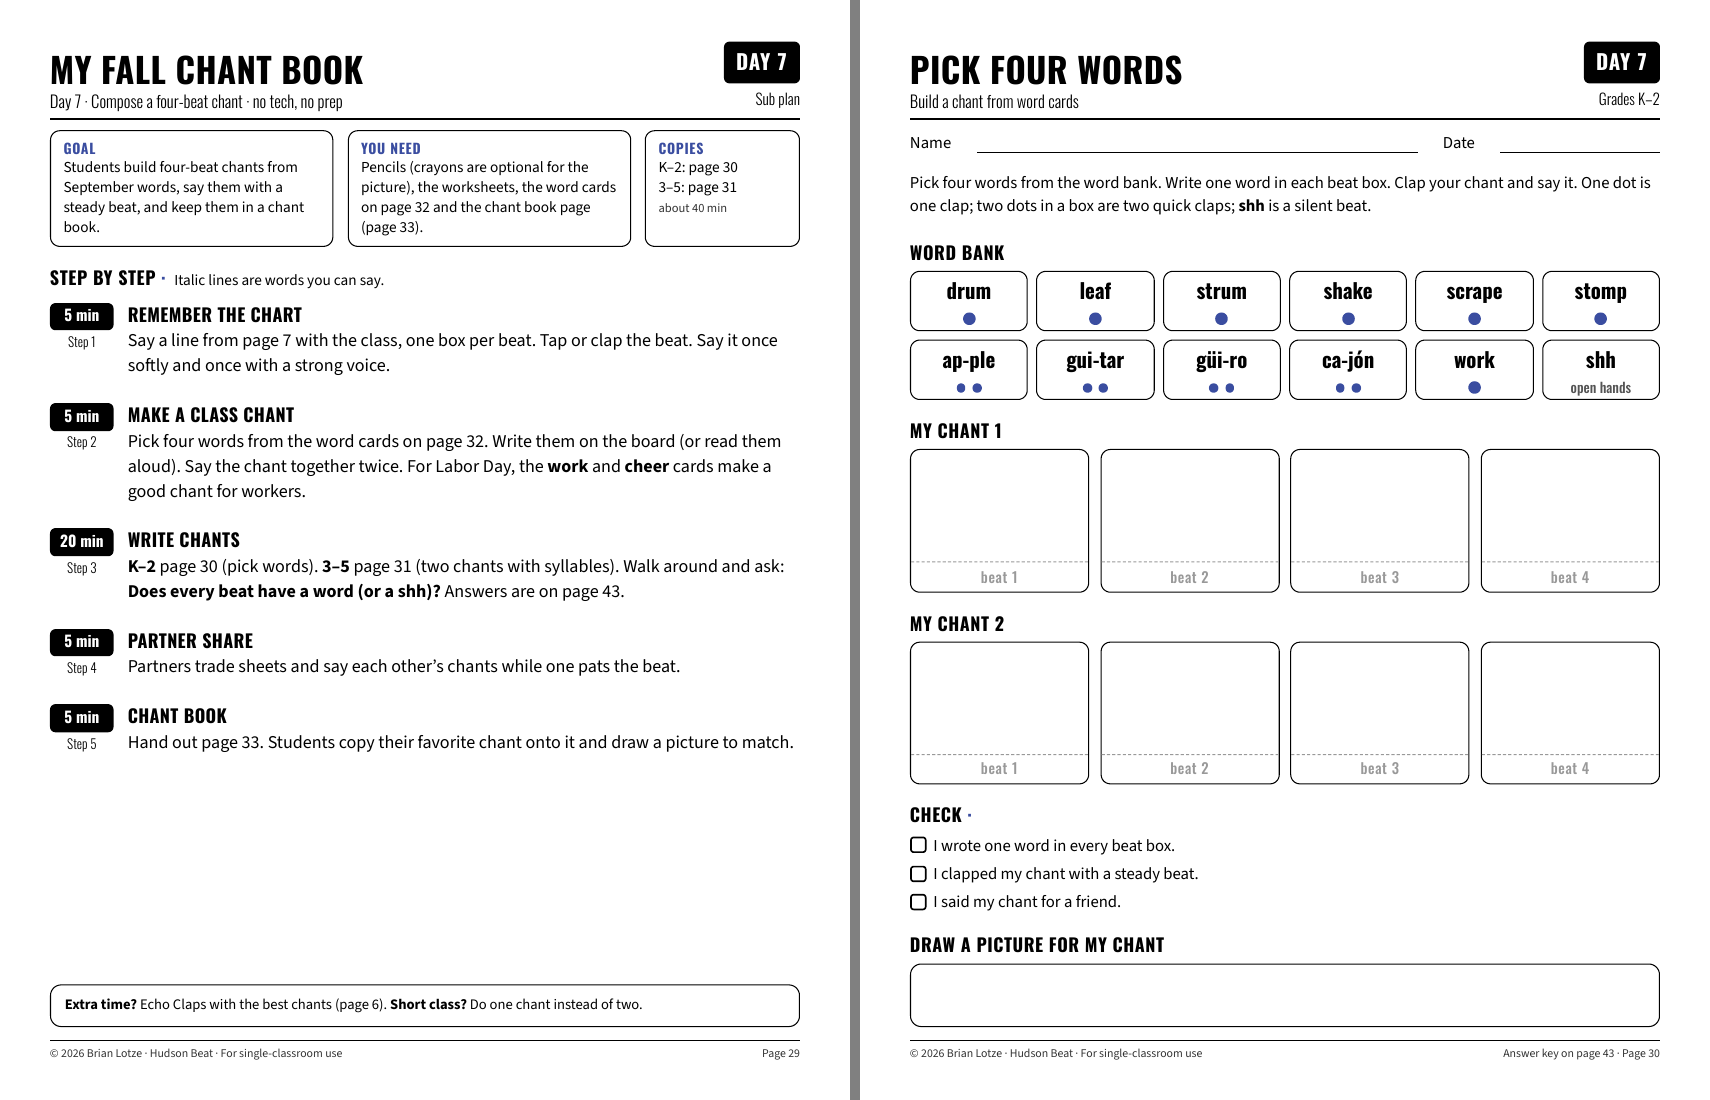 MY FALL CHANT BOOK
DAY 7
Day 7 · Compose a four-beat chant · no tech, no prep
Sub plan
GOAL
Students build four-beat chants from
September words, say them with a
steady beat, and keep them in a chant
book.
YOU NEED
Pencils (crayons are optional for the
picture), the worksheets, the word cards
on page 32 and the chant book page
(page 33).
COPIES
K–2: page 30
3–5: page 31
about 40 min
STEP BY STEP · Italic lines are words you can say.
5 min
Step 1
REMEMBER THE CHART
Say a line from page 7 with the class, one box per beat. Tap or clap the beat. Say it once
softly and once with a strong voice.
5 min
Step 2
MAKE A CLASS CHANT
Pick four words from the word cards on page 32. Write them on the board (or read them
aloud). Say the chant together twice. For Labor Day, the work and cheer cards make a
good chant for workers.
20 min
Step 3
WRITE CHANTS
K–2 page 30 (pick words). 3–5 page 31 (two chants with syllables). Walk around and ask:
Does every beat have a word (or a shh)? Answers are on page 43.
5 min
Step 4
PARTNER SHARE
Partners trade sheets and say each other’s chants while one pats the beat.
5 min
Step 5
CHANT BOOK
Hand out page 33. Students copy their favorite chant onto it and draw a picture to match.
Extra time? Echo Claps with the best chants (page 6). Short class? Do one chant instead of two.
© 2026 Brian Lotze · Hudson Beat · For single-classroom use
Page 29
PICK FOUR WORDS
DAY 7
Build a chant from word cards
Grades K–2
Name
Date
Pick four words from the word bank. Write one word in each beat box. Clap your chant and say it. One dot is
one clap; two dots in a box are two quick claps; shh is a silent beat.
WORD BANK
drum
leaf
strum
shake
scrape
stomp
ap-ple
gui-tar
güi-ro
ca-jón
work
shh
open hands
MY CHANT 1
beat 1
beat 2
beat 3
beat 4
MY CHANT 2
beat 1
beat 2
beat 3
beat 4
CHECK ·
I wrote one word in every beat box.
I clapped my chant with a steady beat.
I said my chant for a friend.
DRAW A PICTURE FOR MY CHANT
© 2026 Brian Lotze · Hudson Beat · For single-classroom use
Answer key on page 43 · Page 30